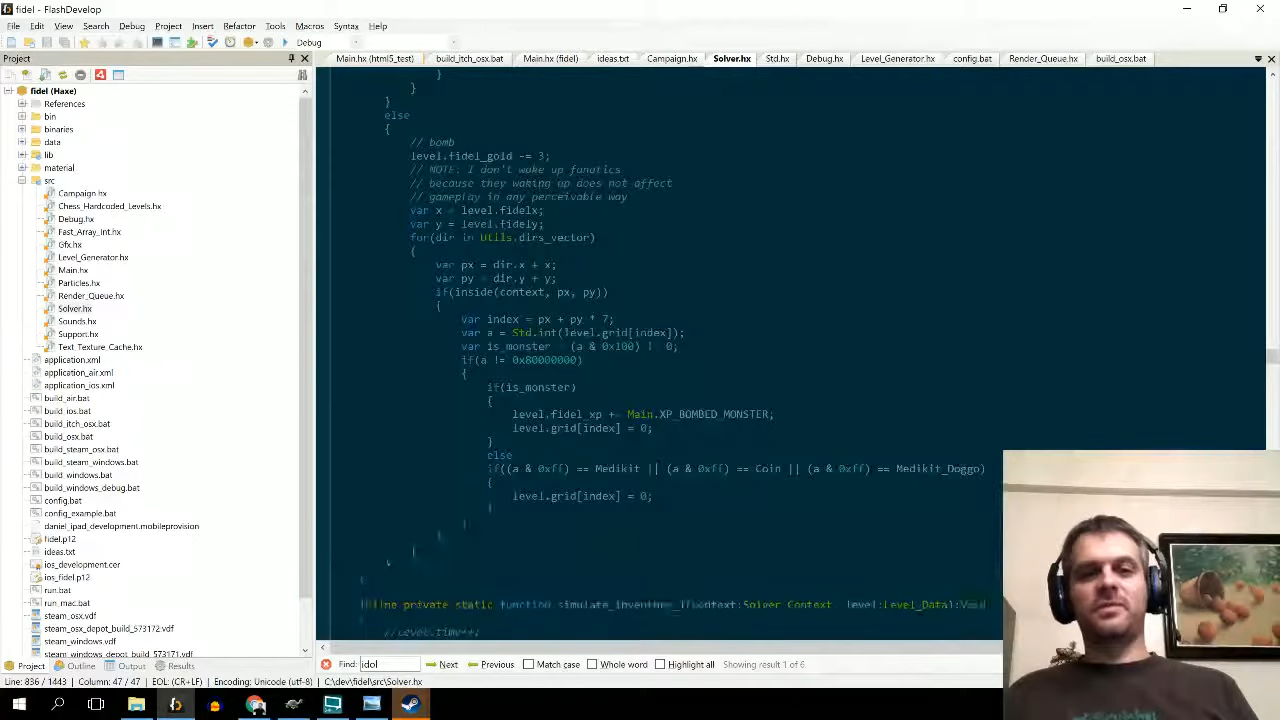 fidel - FlashDevelop
File Edit View Search Debug Project Insert Refactor Tools Macros Syntax Help
Debug
Project
Main.hx (html5_test) build_itch_osx.bat Main.hx (fidel) ideas.txt Campaign.hx Solver.hx Std.hx Debug.hx Level_Generator.hx config.bat Render_Queue.hx build_osx.bat
fidel (Haxe)
References
bin
binaries
data
lib
material
src
Campaign.hx
Chess_Hardcoded_Levels.hx
Debug.hx
Fast_Array_Int.hx
Gfx.hx
Level_Generator.hx
Main.hx
Particles.hx
Render_Queue.hx
Solver.hx
Sounds.hx
Support.hx
Text_Texture_Cache.hx
application.xml
application_air.xml
application_ios.xml
build_air.bat
build_ios.bat
build_itch_osx.bat
build_osx.bat
build_steam_osx.bat
build_steam_windows.bat
build_windows.bat
build_windows_debug.bat
config.bat
config_example.bat
daniel_ipad_development.mobileprovision
fidel.p12
ideas.txt
ios_development.cer
ios_fidel.p12
run.bat
run_mac.bat
steam_osx.vdf
steam_osx_depot_build_573172.vdf
steam_windows.vdf
steam_windows_depot_build_573171.vdf
}
}
}
else
{
// bomb
level.fidel_gold -= 3;
// NOTE: I don't wake up fanatics
// because they waking up does not affect
// gameplay in any perceivable way
var x = level.fidelx;
var y = level.fidely;
for(dir in Utils.dirs_vector)
{
var px = dir.x + x;
var py = dir.y + y;
if(inside(context, px, py))
{
var index = px + py * 7;
var a = Std.int(level.grid[index]);
var is_monster = (a & 0x100) != 0;
if(a != 0x80000000)
{
if(is_monster)
{
level.fidel_xp += Main.XP_BOMBED_MONSTER;
level.grid[index] = 0;
}
else
if((a & 0xff) == Medikit || (a & 0xff) == Coin || (a & 0xff) == Medikit_Doggo)
{
level.grid[index] = 0;
}
}
}
}
private static function context:Solver_Context, level:Level_Data):Void
//level.time++;
Find: idol Next Previous Match case Whole word Highlight all Showing result 1 of 6
Project Outline Output Results
Line: 836 / 1443 Column: 47 / 47 EOL: (CR+LF) Encoding: Unicode (utf-8) C:\dev\fidel\src\Solver.hx